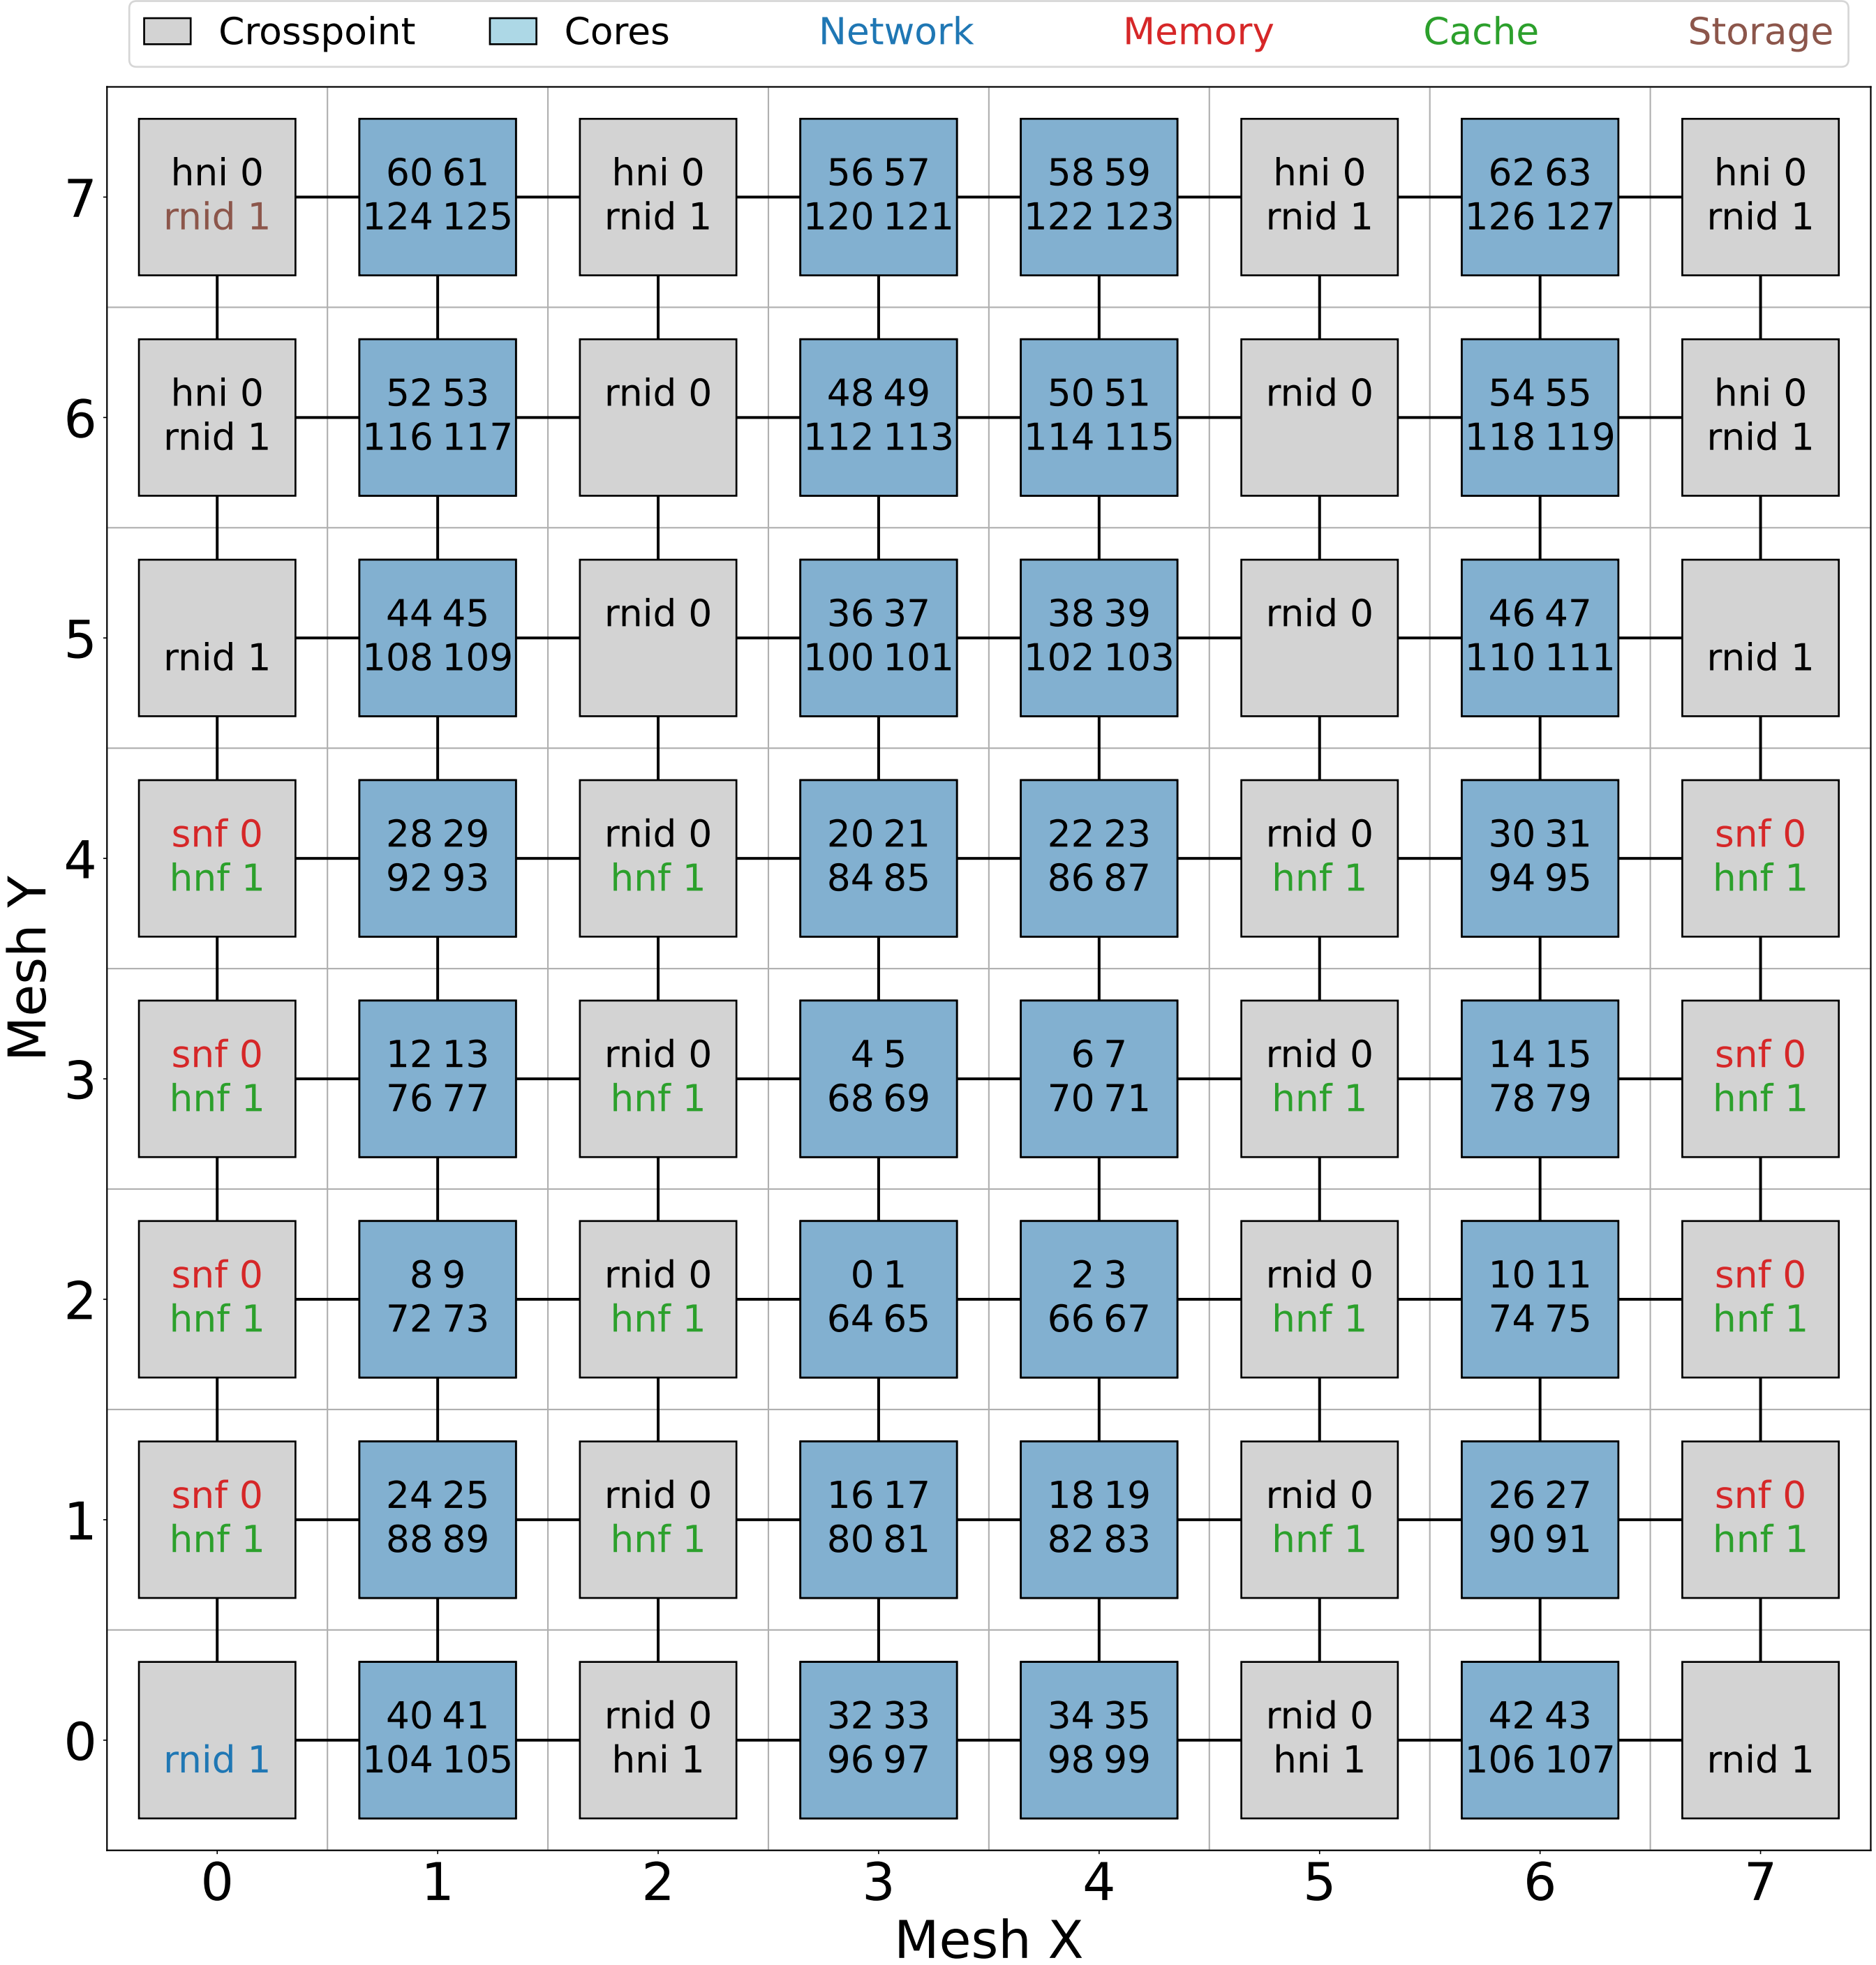 Crosspoint Cores Network Memory Cache Storage
7
hni 0 60 61 hni 0 56 57 58 59 hni 0 62 63 hni 0
rnid 1 124 125 rnid 1 120 121 122 123 rnid 1 126 127 rnid 1
6
hni 0 52 53 rnid 0 48 49 50 51 rnid 0 54 55 hni 0
rnid 1 116 117 112 113 114 115 118 119 rnid 1
5
44 45 rnid 0 36 37 38 39 rnid 0 46 47
rnid 1 108 109 100 101 102 103 110 111 rnid 1
4
snf 0 28 29 rnid 0 20 21 22 23 rnid 0 30 31 snf 0
hnf 1 92 93 hnf 1 84 85 86 87 hnf 1 94 95 hnf 1
Mesh Y
3
snf 0 12 13 rnid 0 4 5 6 7 rnid 0 14 15 snf 0
hnf 1 76 77 hnf 1 68 69 70 71 hnf 1 78 79 hnf 1
2
snf 0 8 9 rnid 0 0 1 2 3 rnid 0 10 11 snf 0
hnf 1 72 73 hnf 1 64 65 66 67 hnf 1 74 75 hnf 1
1
snf 0 24 25 rnid 0 16 17 18 19 rnid 0 26 27 snf 0
hnf 1 88 89 hnf 1 80 81 82 83 hnf 1 90 91 hnf 1
0
40 41 rnid 0 32 33 34 35 rnid 0 42 43
rnid 1 104 105 hni 1 96 97 98 99 hni 1 106 107 rnid 1
0 1 2 3 4 5 6 7
Mesh X